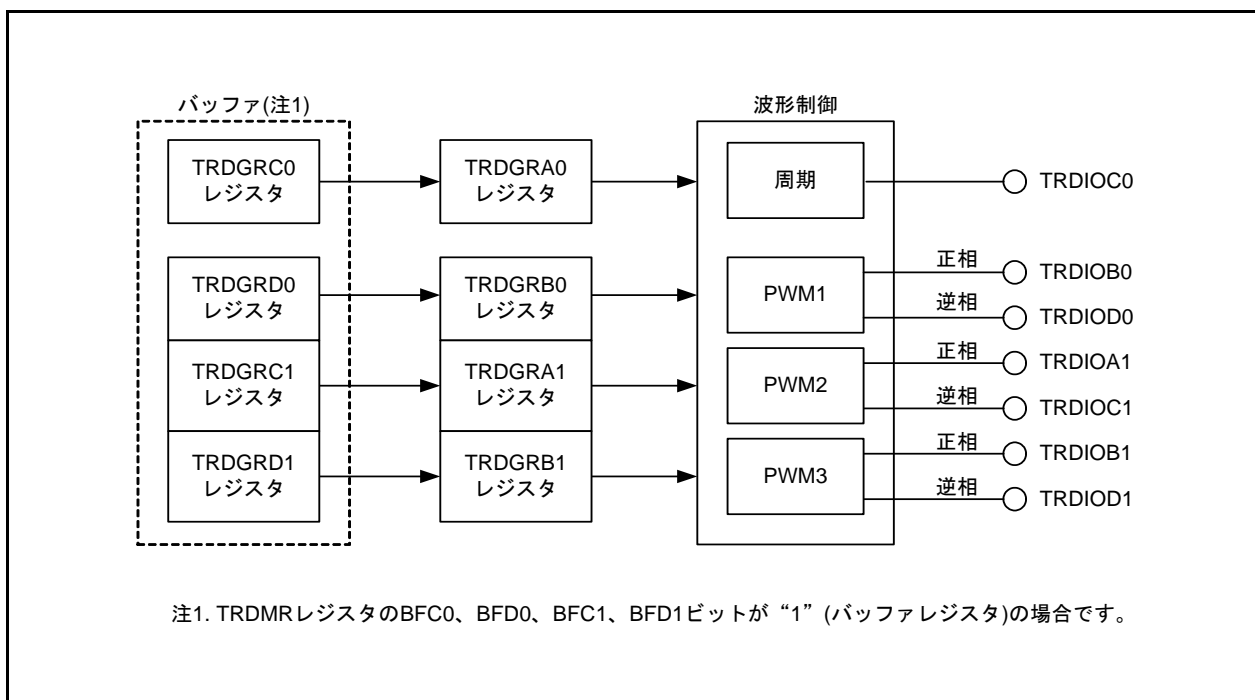 バッファ(注1)
波形制御
TRDGRC0
レジスタ
TRDGRA0
レジスタ
周期
TRDIOC0
TRDGRD0
レジスタ
TRDGRB0
レジスタ
PWM1
正相
TRDIOB0
逆相
TRDIOD0
TRDGRC1
レジスタ
TRDGRA1
レジスタ
PWM2
正相
TRDIOA1
逆相
TRDIOC1
TRDGRD1
レジスタ
TRDGRB1
レジスタ
PWM3
正相
TRDIOB1
逆相
TRDIOD1
注1. TRDMRレジスタのBFC0、BFD0、BFC1、BFD1ビットが“1”(バッファレジスタ)の場合です。